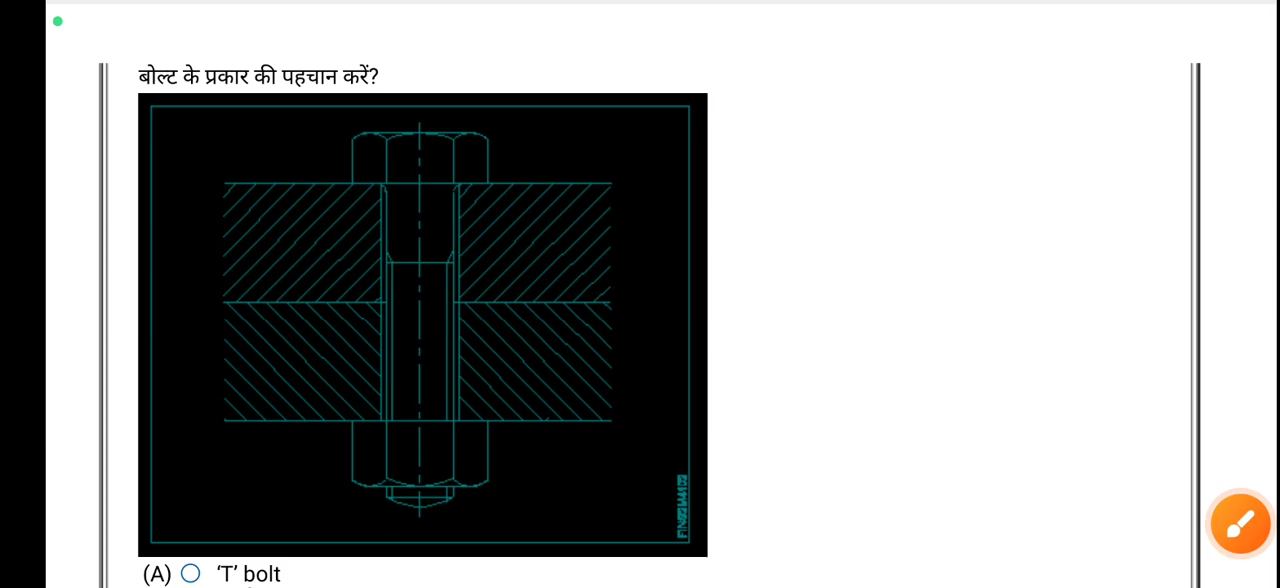 बोल्ट के प्रकार की पहचान करें?
(A) ‘T’ bolt